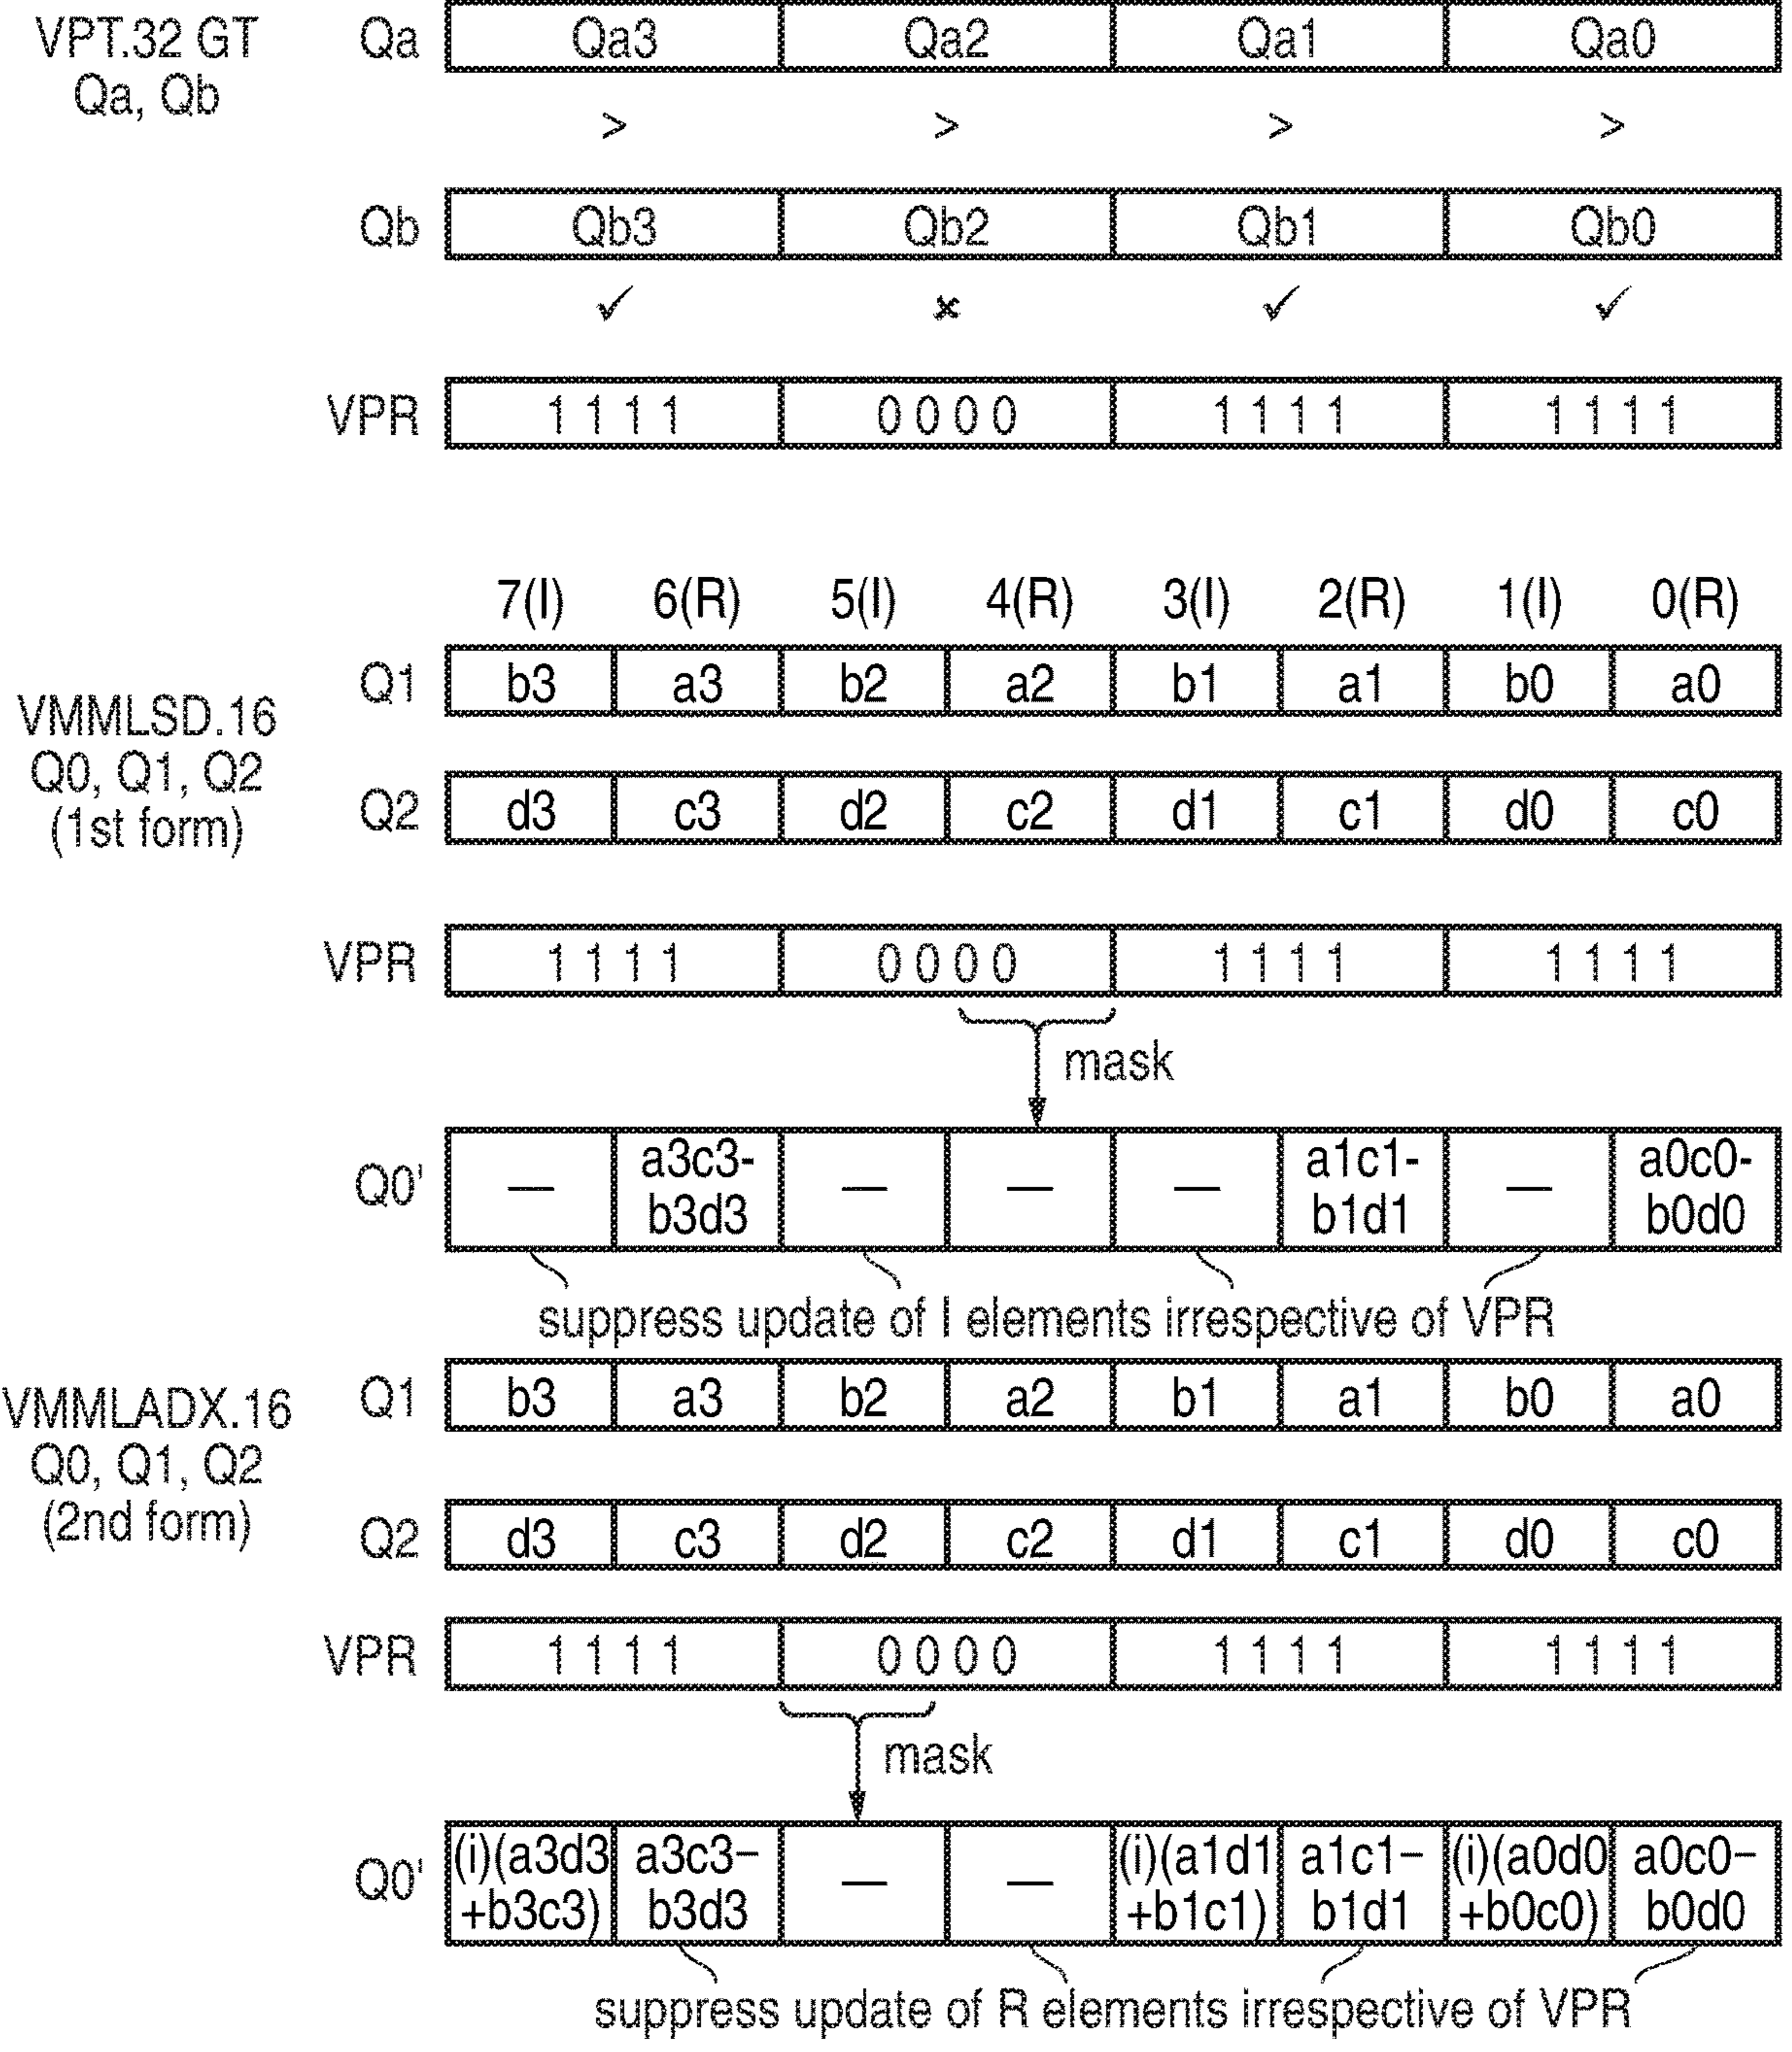 VPT.32 GT
Qa, Qb
Qa Qa3 Qa2 Qa1 Qa0
> > > >
Qb Qb3 Qb2 Qb1 Qb0
✓ × ✓ ✓
VPR 1 1 1 1 0 0 0 0 1 1 1 1 1 1 1 1
7(I) 6(R) 5(I) 4(R) 3(I) 2(R) 1(I) 0(R)
VMMLSD.16
Q0, Q1, Q2
(1st form)
Q1 b3 a3 b2 a2 b1 a1 b0 a0
Q2 d3 c3 d2 c2 d1 c1 d0 c0
VPR 1 1 1 1 0 0 0 0 1 1 1 1 1 1 1 1
mask
Q0' — a3c3- — — — a1c1- — a0c0-
b3d3 b1d1 b0d0
suppress update of I elements irrespective of VPR
VMMLADX.16
Q0, Q1, Q2
(2nd form)
Q1 b3 a3 b2 a2 b1 a1 b0 a0
Q2 d3 c3 d2 c2 d1 c1 d0 c0
VPR 1 1 1 1 0 0 0 0 1 1 1 1 1 1 1 1
mask
Q0' (i)(a3d3 a3c3– — — (i)(a1d1 a1c1– (i)(a0d0 a0c0–
+b3c3) b3d3 +b1c1) b1d1 +b0c0) b0d0
suppress update of R elements irrespective of VPR